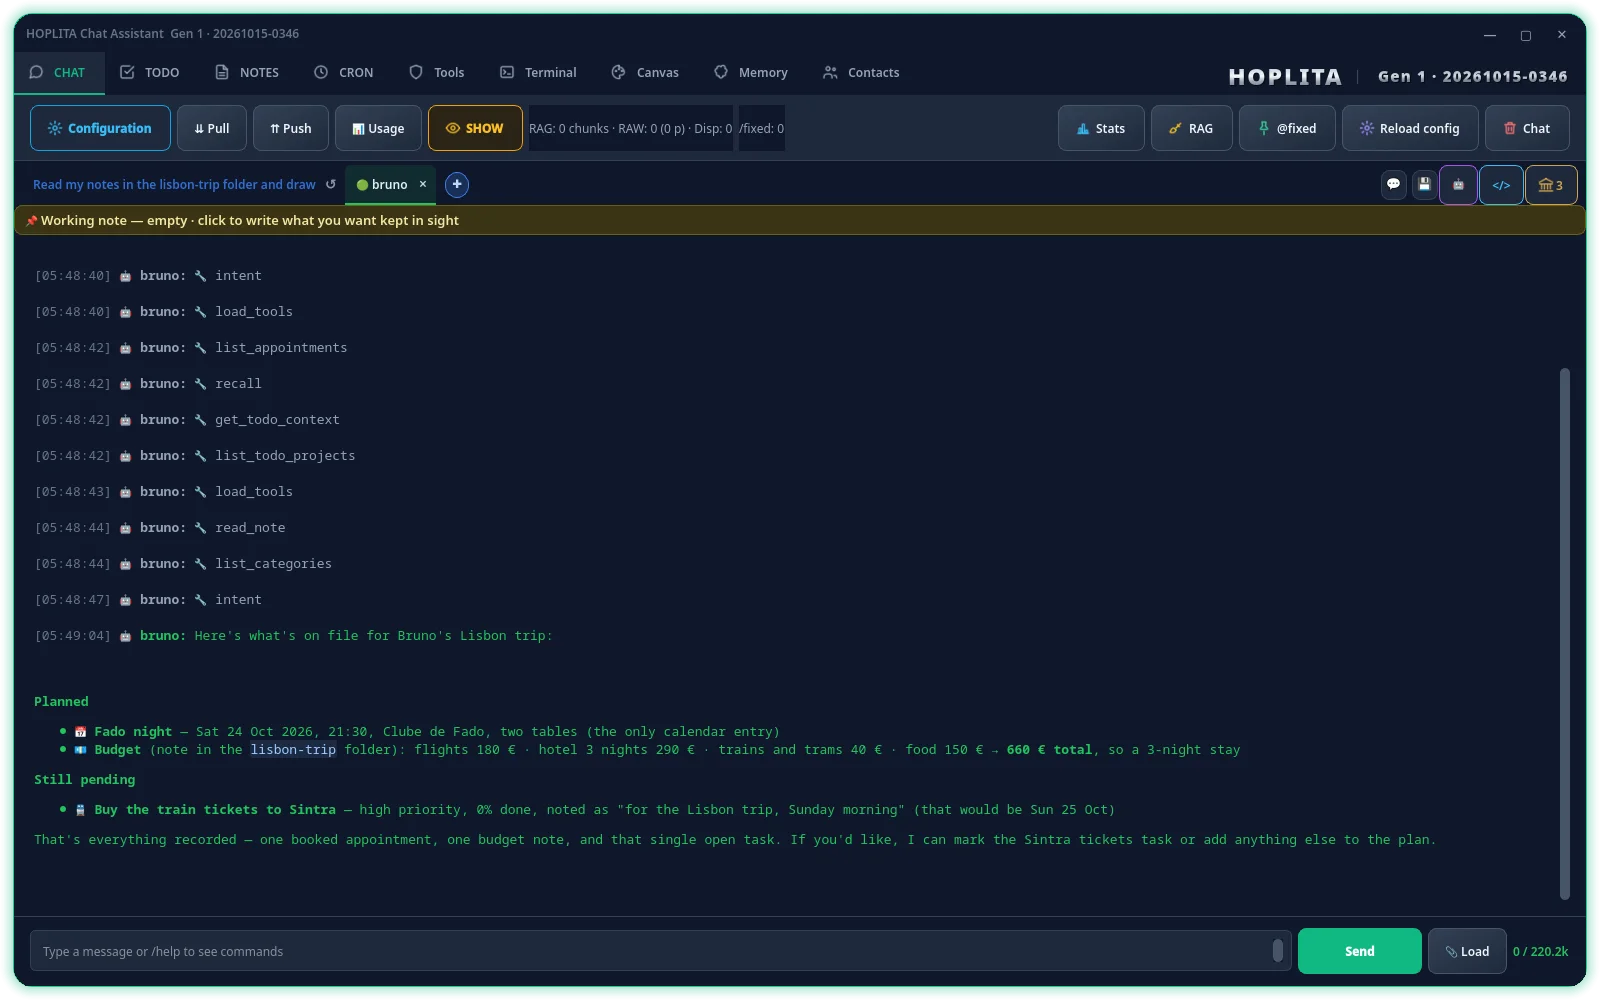 HOPLITA Chat Assistant Gen 1 · 20261015-0346
CHAT TODO NOTES CRON Tools Terminal Canvas Memory Contacts
HOPLITA Gen 1 · 20261015-0346
Configuration Pull Push Usage SHOW RAG: 0 chunks · RAW: 0 (0 p) · Disp: 0 /fixed: 0 Stats RAG @fixed Reload config Chat
Read my notes in the lisbon-trip folder and draw bruno × + </> 3
Working note — empty · click to write what you want kept in sight
[05:48:40] bruno: intent
[05:48:40] bruno: load_tools
[05:48:42] bruno: list_appointments
[05:48:42] bruno: recall
[05:48:42] bruno: get_todo_context
[05:48:42] bruno: list_todo_projects
[05:48:43] bruno: load_tools
[05:48:44] bruno: read_note
[05:48:44] bruno: list_categories
[05:48:47] bruno: intent
[05:49:04] bruno: Here's what's on file for Bruno's Lisbon trip:
Planned
• Fado night — Sat 24 Oct 2026, 21:30, Clube de Fado, two tables (the only calendar entry)
• Budget (note in the lisbon-trip folder): flights 180 € · hotel 3 nights 290 € · trains and trams 40 € · food 150 € → 660 € total, so a 3-night stay
Still pending
• Buy the train tickets to Sintra — high priority, 0% done, noted as "for the Lisbon trip, Sunday morning" (that would be Sun 25 Oct)
That's everything recorded — one booked appointment, one budget note, and that single open task. If you'd like, I can mark the Sintra tickets task or add anything else to the plan.
Type a message or /help to see commands Send Load 0 / 220.2k